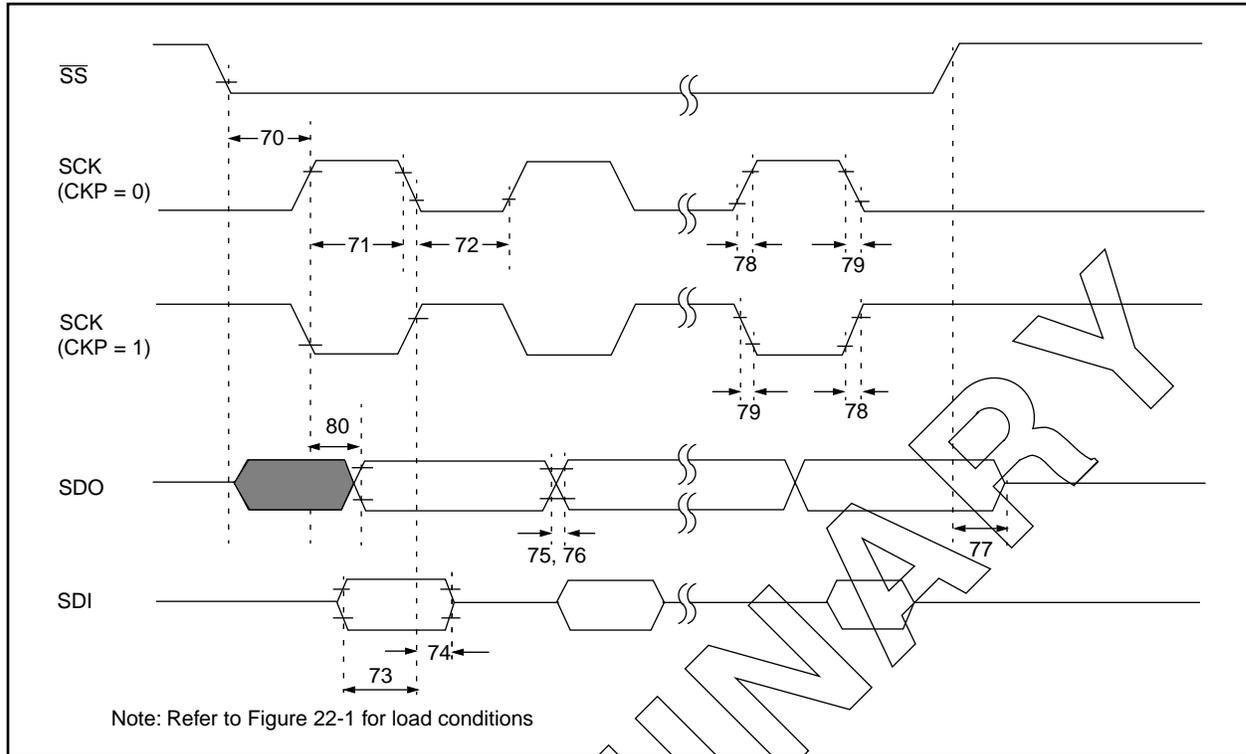 SS
70
SCK
(CKP = 0)
71
72
78
79
SCK
(CKP = 1)
79
78
80
SDO
75, 76
77
SDI
74
73
Note: Refer to Figure 22-1 for load conditions
INARY